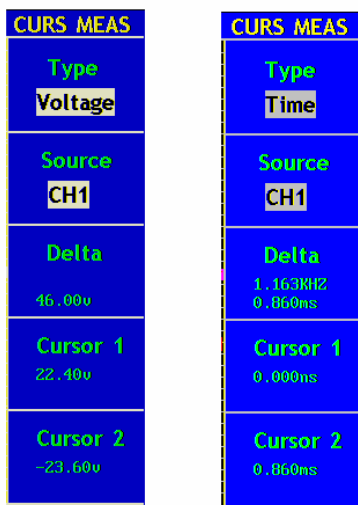 CURS MEAS
Type
Voltage
Source
CH1
Delta
46.00v
Cursor 1
22.40v
Cursor 2
-23.60v
CURS MEAS
Type
Time
Source
CH1
Delta
1.163KHZ
0.860ms
Cursor 1
0.000ns
Cursor 2
0.860ms